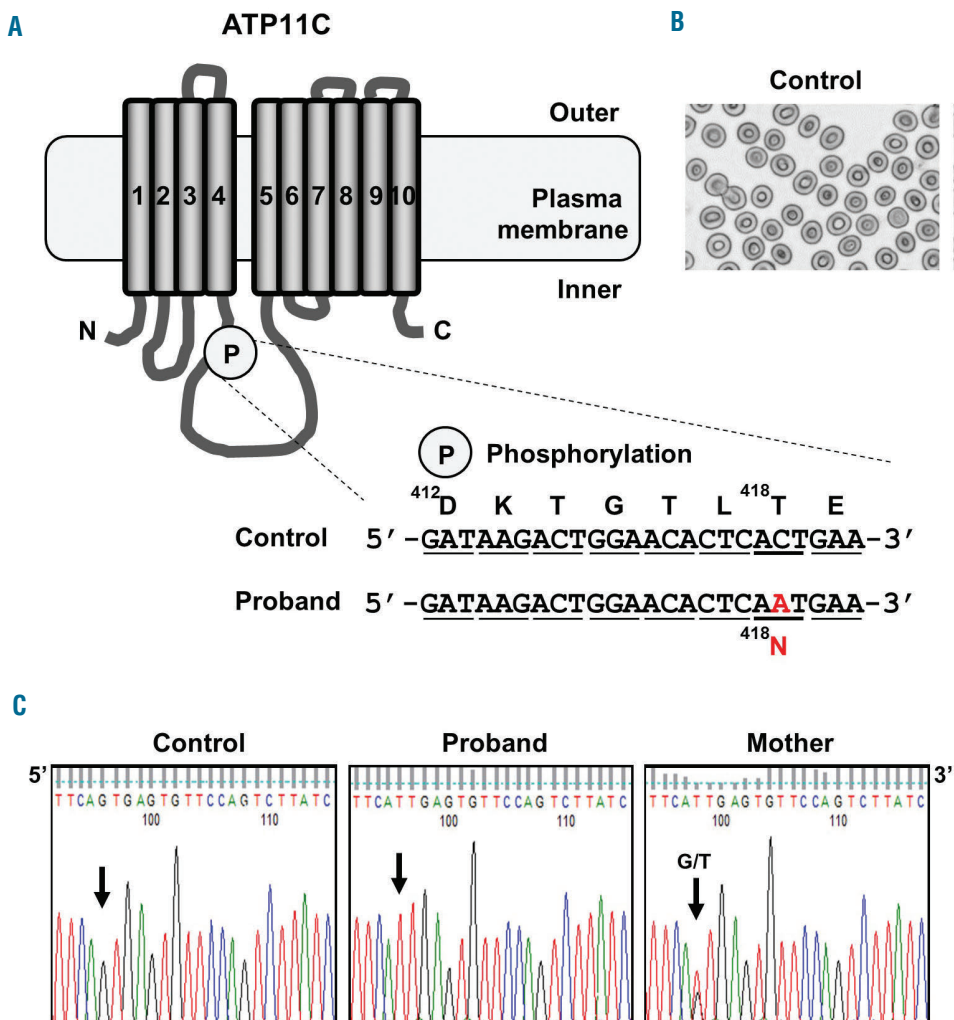 A
ATP11C
B
Control
Outer
1 2 3 4 5 6 7 8 9 10
Plasma
membrane
Inner
N
C
P
P Phosphorylation
412D K T G T L 418T E
Control 5′-GATAAGACTGGAACACTCACTGAA-3′
Proband 5′-GATAAGACTGGAACACTCAATGAA-3′
418N
C
Control Proband Mother
5′ 3′
TTCAGTGAGTGTTCCAGTCTTATC TTCATTGAGTGTTCCAGTCTTATC TTCATTGAGTGTTCCAGTCTTATC
100 110 100 110 100 110
G/T